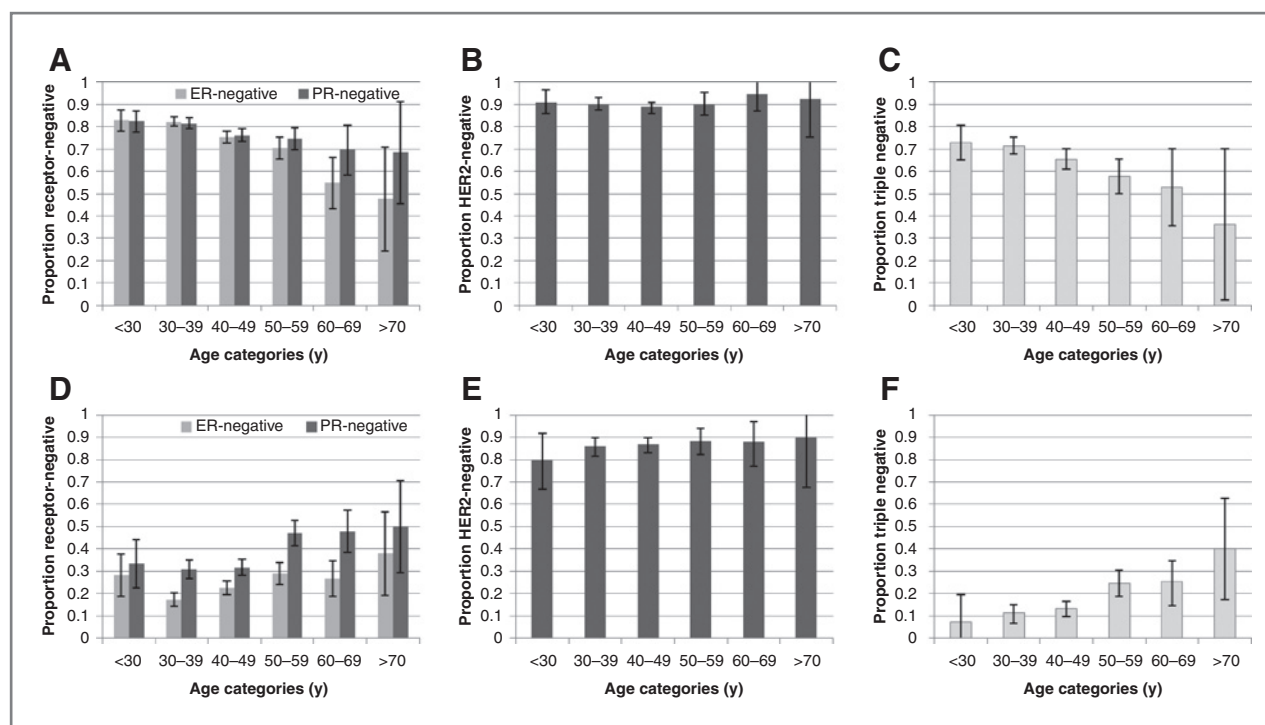 A
Proportion receptor-negative
ER-negative PR-negative
1
0.9
0.8
0.7
0.6
0.5
0.4
0.3
0.2
0.1
0
<30 30–39 40–49 50–59 60–69 >70
Age categories (y)
B
Proportion HER2-negative
1
0.9
0.8
0.7
0.6
0.5
0.4
0.3
0.2
0.1
0
<30 30–39 40–49 50–59 60–69 >70
Age categories (y)
C
Proportion triple negative
1
0.9
0.8
0.7
0.6
0.5
0.4
0.3
0.2
0.1
0
<30 30–39 40–49 50–59 60–69 >70
Age categories (y)
D
Proportion receptor-negative
ER-negative PR-negative
1
0.9
0.8
0.7
0.6
0.5
0.4
0.3
0.2
0.1
0
<30 30–39 40–49 50–59 60–69 >70
Age categories (y)
E
Proportion HER2-negative
1
0.9
0.8
0.7
0.6
0.5
0.4
0.3
0.2
0.1
0
<30 30–39 40–49 50–59 60–69 >70
Age categories (y)
F
Proportion triple negative
1
0.9
0.8
0.7
0.6
0.5
0.4
0.3
0.2
0.1
0
<30 30–39 40–49 50–59 60–69 >70
Age categories (y)